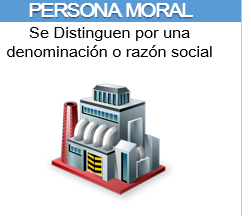 PERSONA MORAL
Se Distinguen por una
denominación o razón social